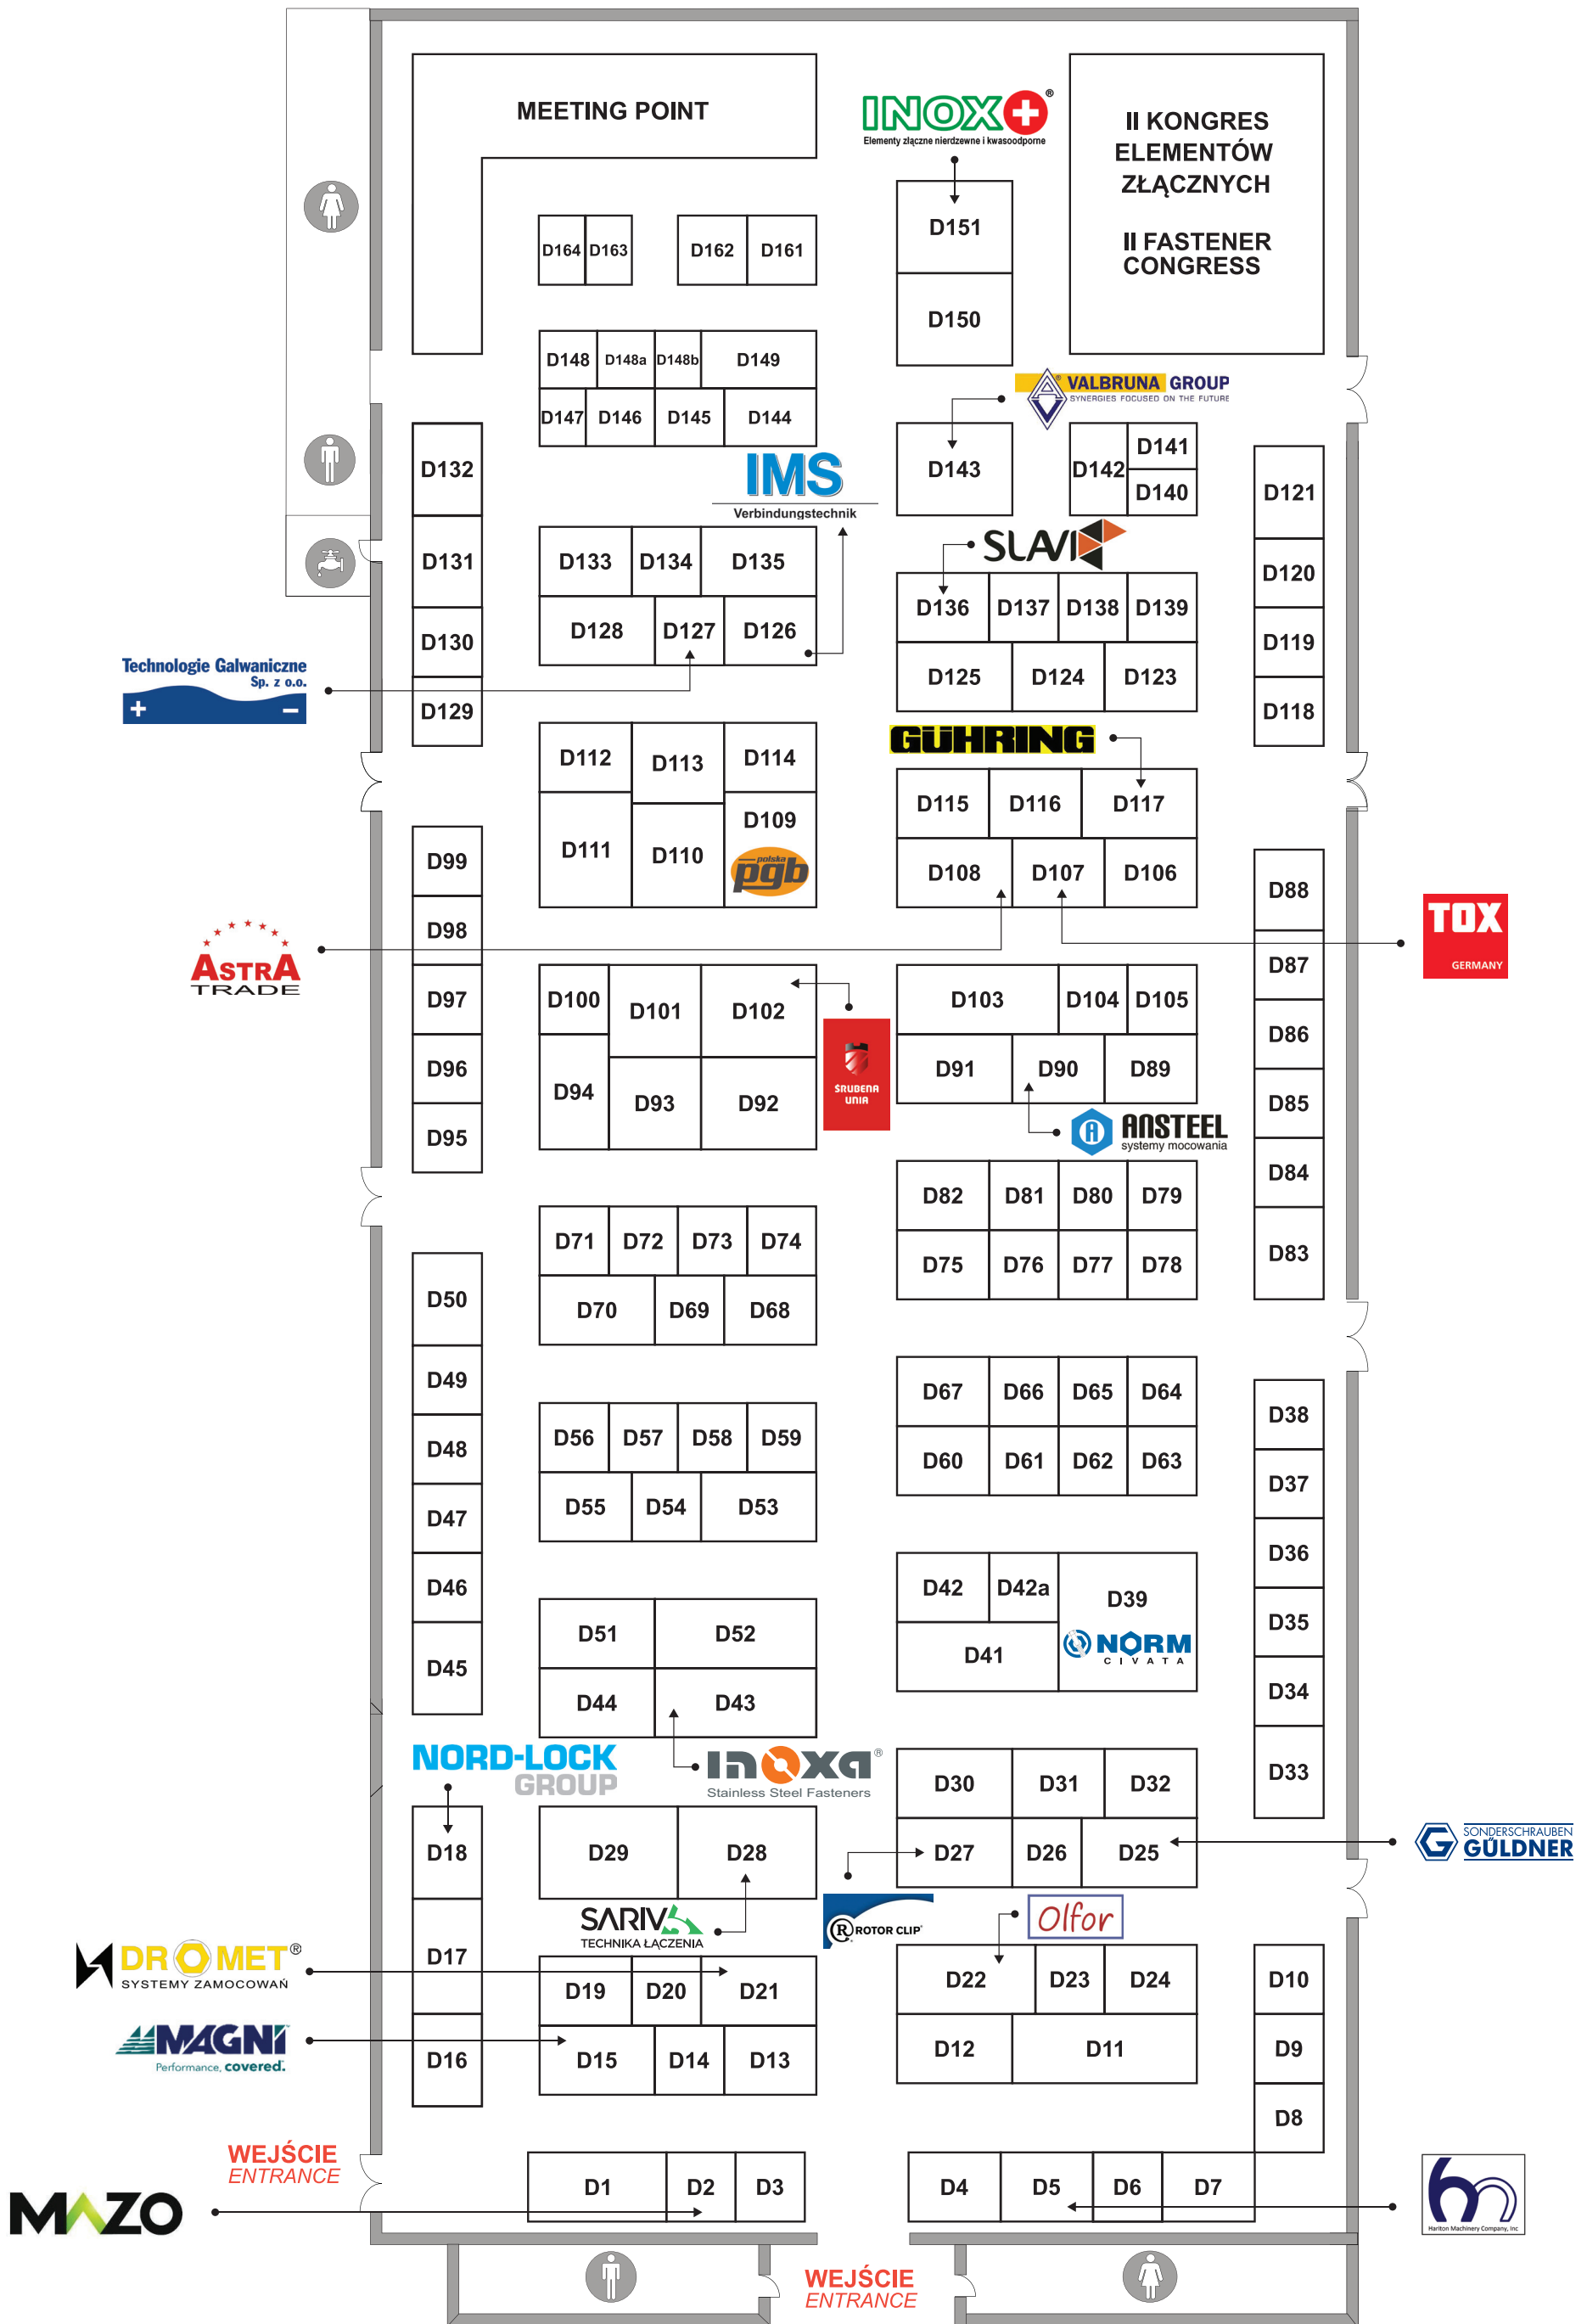 MEETING POINT
INOX
®
Elementy złączne nierdzewne i kwasoodporne
II KONGRES
ELEMENTÓW
ZŁĄCZNYCH
II FASTENER
CONGRESS
D151
D150
D164 D163 D162 D161
D148 D148a D148b D149
D147 D146 D145 D144
VALBRUNA GROUP
SYNERGIES FOCUSED ON THE FUTURE
D143 D142 D141
D140
D132
D131
D130
D129
IMS
Verbindungstechnik
SLAVI
D121
D120
D119
D118
D133 D134 D135
D128 D127 D126
D136 D137 D138 D139
D125 D124 D123
Technologie Galwaniczne
Sp. z o.o.
+ −
GÜHRING
D112 D113 D114
D111 D110 D109
polska
pgb
D115 D116 D117
D108 D107 D106
D99
D98
D97
D96
D95
ASTRA
TRADE
TOX
GERMANY
D88
D87
D86
D85
D84
D83
D100 D101 D102
D94 D93 D92
ŚRUBENA
UNIA
D103 D104 D105
D91 D90 D89
ANSTEEL
systemy mocowania
D82 D81 D80 D79
D75 D76 D77 D78
D71 D72 D73 D74
D70 D69 D68
D50
D49
D48
D47
D46
D45
D67 D66 D65 D64
D60 D61 D62 D63
D38
D37
D36
D35
D34
D33
D56 D57 D58 D59
D55 D54 D53
D42 D42a D39
D41
NORM
CIVATA
D51 D52
D44 D43
NORD-LOCK
GROUP
INOXA
®
Stainless Steel Fasteners
D30 D31 D32
D27 D26 D25
SONDERSCHRAUBEN
GÜLDNER
D18
D17
D16
D29 D28
SARIV
TECHNIKA ŁĄCZENIA
R ROTOR CLIP
Olfor
DROMET®
SYSTEMY ZAMOCOWAŃ
MAGNI
Performance, covered.
D19 D20 D21
D15 D14 D13
D22 D23 D24
D12 D11
D10
D9
D8
WEJŚCIE
ENTRANCE
MAZO
D1 D2 D3
D4 D5 D6 D7
hn
Hariton Machinery Company, Inc
WEJŚCIE
ENTRANCE